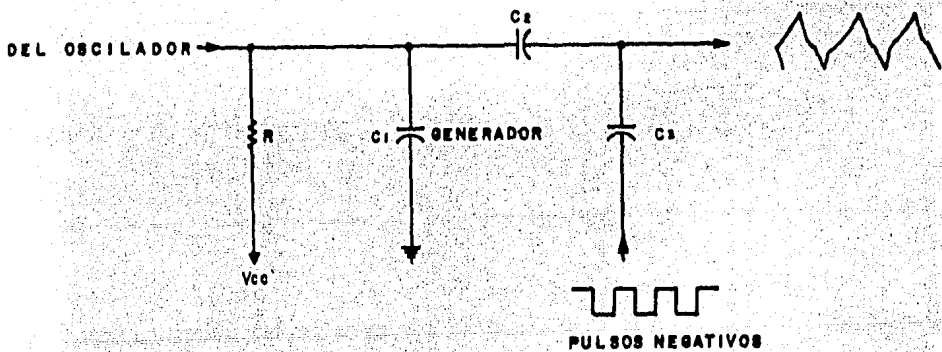 C2
DEL OSCILADOR
R
C1 GENERADOR
C3
Vcc
PULSOS NEGATIVOS